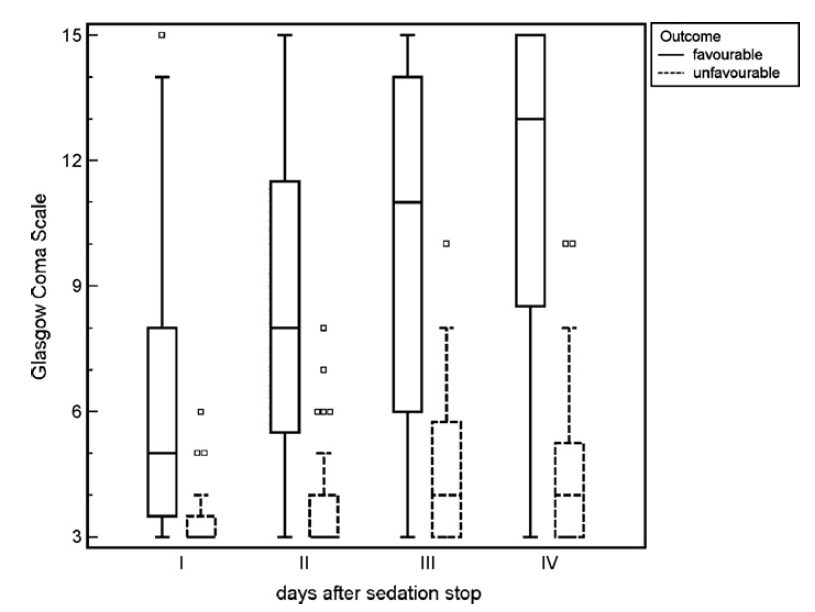 Outcome
favourable
unfavourable
15
12
9
6
3
Glasgow Coma Scale
I II III IV
days after sedation stop